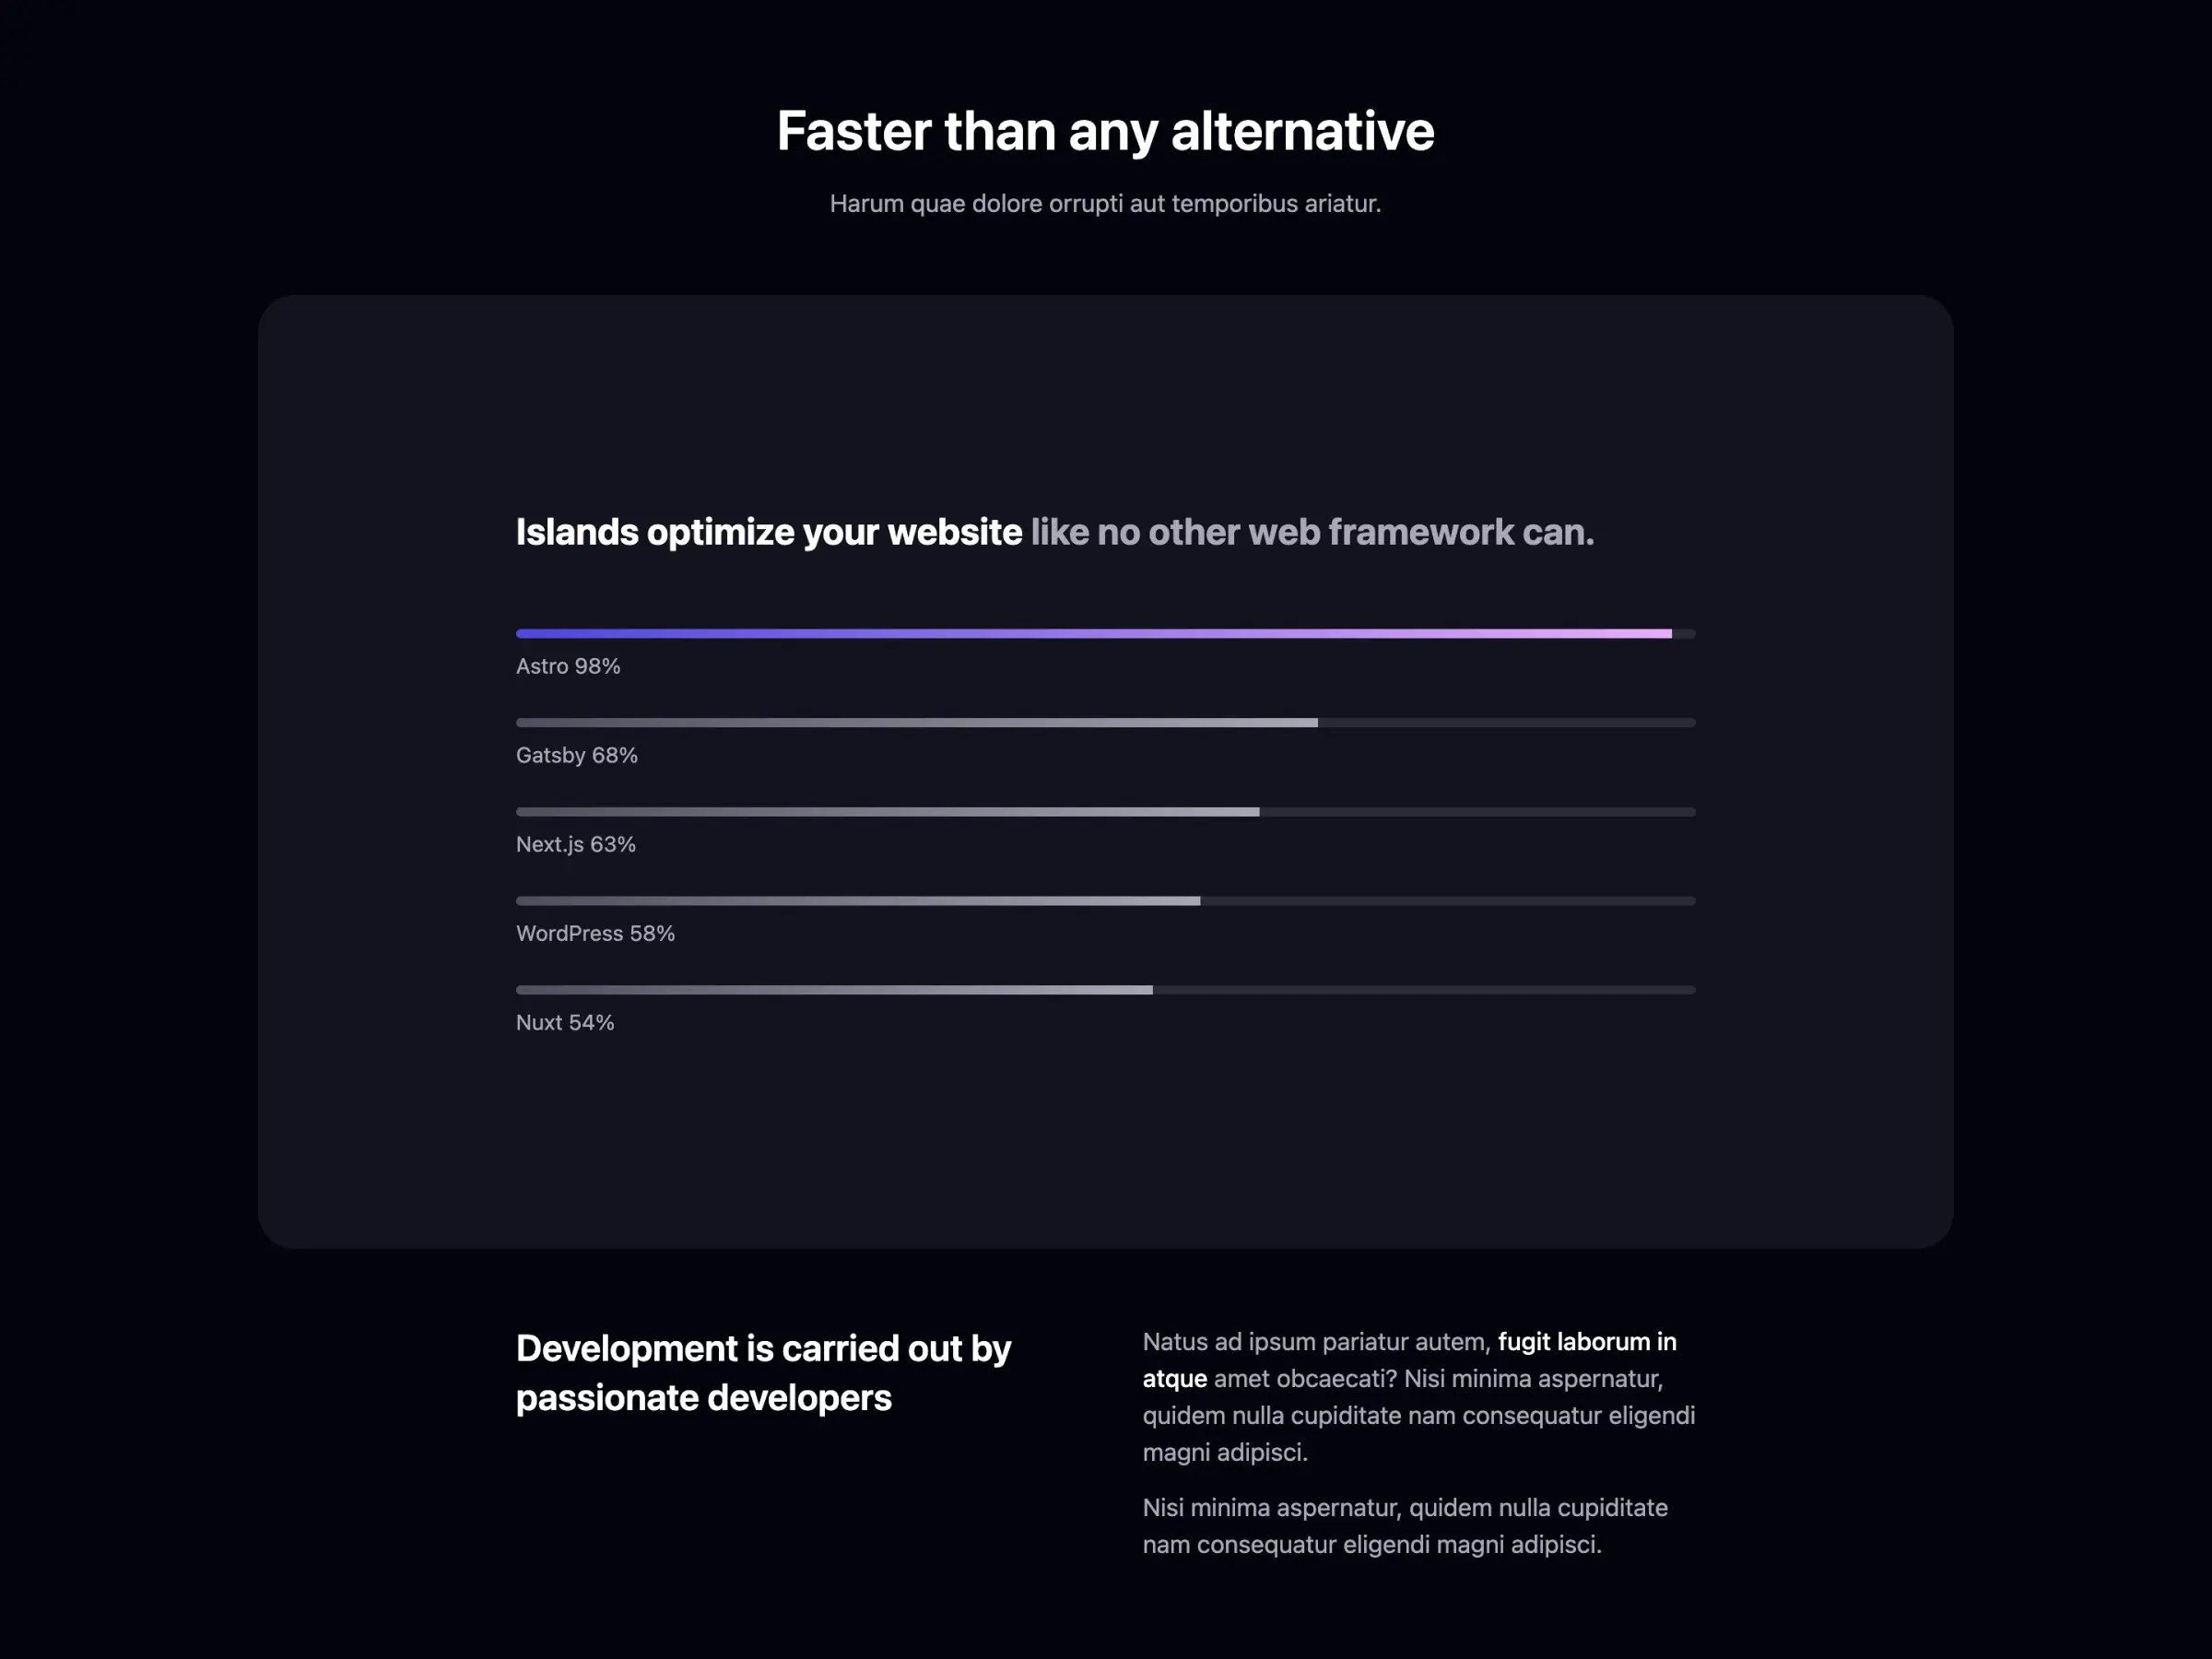 Faster than any alternative
Harum quae dolore orrupti aut temporibus ariatur.
Islands optimize your website like no other web framework can.
Astro 98%
Gatsby 68%
Next.js 63%
WordPress 58%
Nuxt 54%
Development is carried out by
passionate developers
Natus ad ipsum pariatur autem, fugit laborum in
atque amet obcaecati? Nisi minima aspernatur,
quidem nulla cupiditate nam consequatur eligendi
magni adipisci.
Nisi minima aspernatur, quidem nulla cupiditate
nam consequatur eligendi magni adipisci.